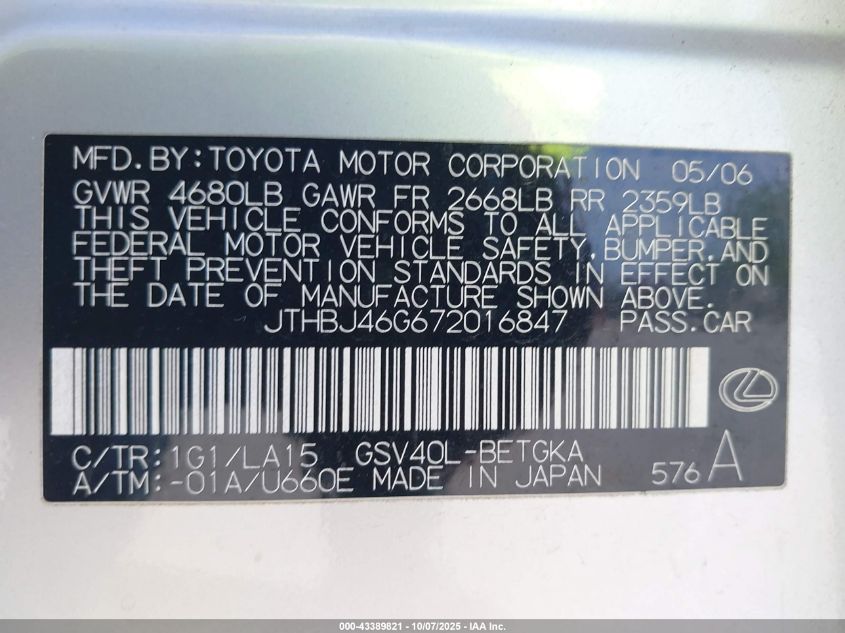 MFD.BY:TOYOTA MOTOR CORPORATION 05/06
GVWR 4680LB GAWR FR 2668LB RR 2359LB
THIS VEHICLE CONFORMS TO ALL APPLICABLE
FEDERAL MOTOR VEHICLE SAFETY,BUMPER,AND
THEFT PREVENTION STANDARDS IN EFFECT ON
THE DATE OF MANUFACTURE SHOWN ABOVE.
JTHBJ46G672016847 PASS.CAR
C/TR:1G1/LA15 GSV40L-BETGKA
A/TM:-01A/U660E MADE IN JAPAN 576A
000-43389821 - 10/07/2025 - IAA Inc.